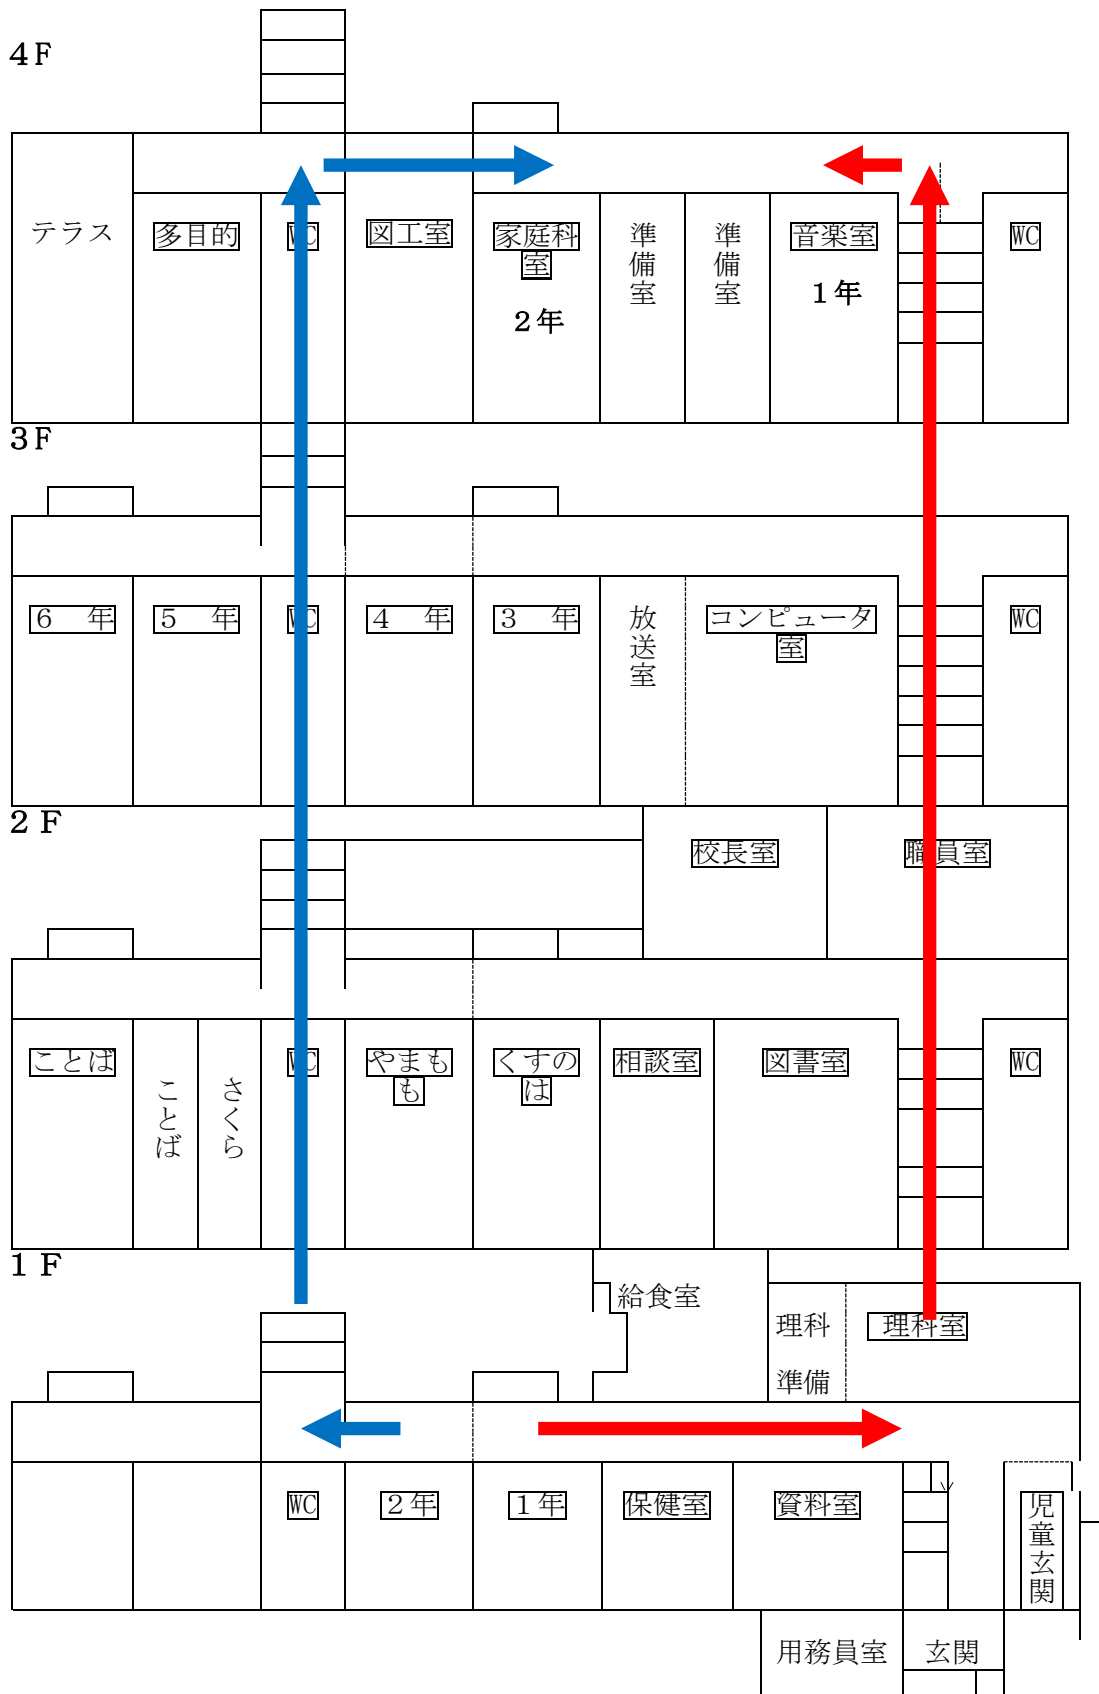 ４Ｆ
テラス
多目的
WC
図工室
家庭科
室
２年
準備室
準備室
音楽室
１年
WC
３Ｆ
６　年
５　年
WC
４　年
３　年
放送室
コンピュータ
室
WC
２Ｆ
校長室
職員室
ことば
ことば
さくら
WC
やまも
も
くすの
は
相談室
図書室
WC
１Ｆ
給食室
理科
準備
理科室
WC
２年
１年
保健室
資料室
児童玄関
用務員室
玄関